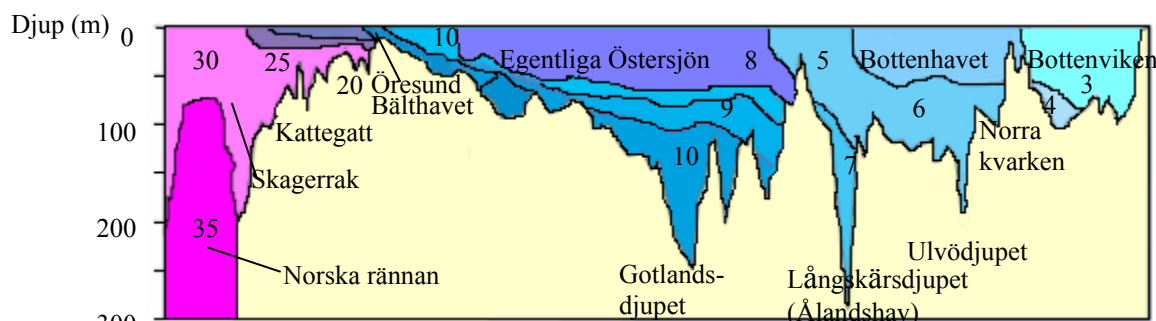 Djup (m) 0
100
200
300
30
25
20
35
Öresund
Bälthavet
Kattegatt
Skagerrak
Norska rännan
10
Egentliga Östersjön
8
9
10
Gotlands-
djupet
5
Bottenhavet
6
7
Långskärsdjupet
(Ålandshav)
Ulvödjupet
Norra
kvarken
Bottenviken
3
4